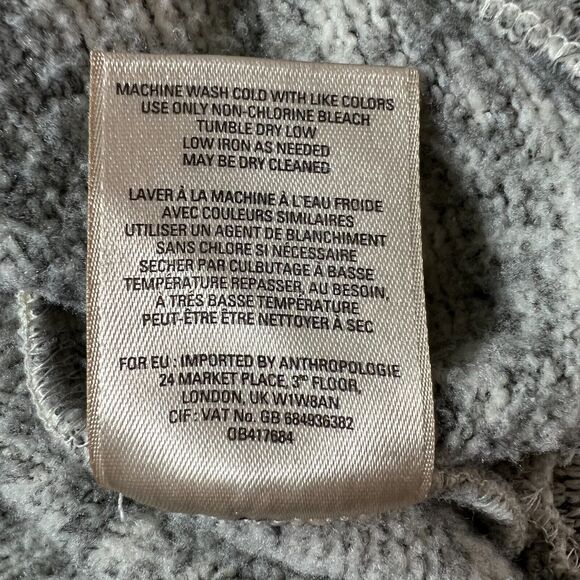 MACHINE WASH COLD WITH LIKE COLORS
USE ONLY NON-CHLORINE BLEACH
TUMBLE DRY LOW
LOW IRON AS NEEDED
MAY BE DRY CLEANED
LAVER À LA MACHINE À L'EAU FROIDE
AVEC COULEURS SIMILAIRES
UTILISER UN AGENT DE BLANCHIMENT
SANS CHLORE SI NÉCESSAIRE
SECHER PAR CULBUTAGE À BASSE
TEMPÉRATURE REPASSER, AU BESOIN,
A TRÈS BASSE TEMPÉRATURE
PEUT-ÊTRE ÊTRE NETTOYER À SEC
FOR EU : IMPORTED BY ANTHROPOLOGIE
24 MARKET PLACE, 3RD FLOOR,
LONDON, UK W1W8AN
CIF : VAT No. GB 684936382
OB417684